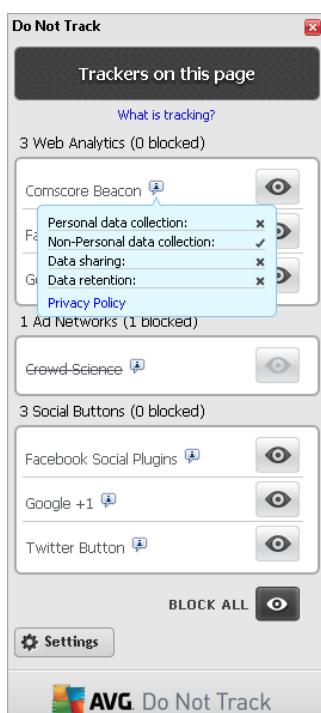 Do Not Track
Trackers on this page
What is tracking?
3 Web Analytics (0 blocked)
Comscore Beacon
Personal data collection:
Non-Personal data collection:
Data sharing:
Data retention:
Privacy Policy
1 Ad Networks (1 blocked)
Crowd Science
3 Social Buttons (0 blocked)
Facebook Social Plugins
Google +1
Twitter Button
BLOCK ALL
Settings
AVG. Do Not Track